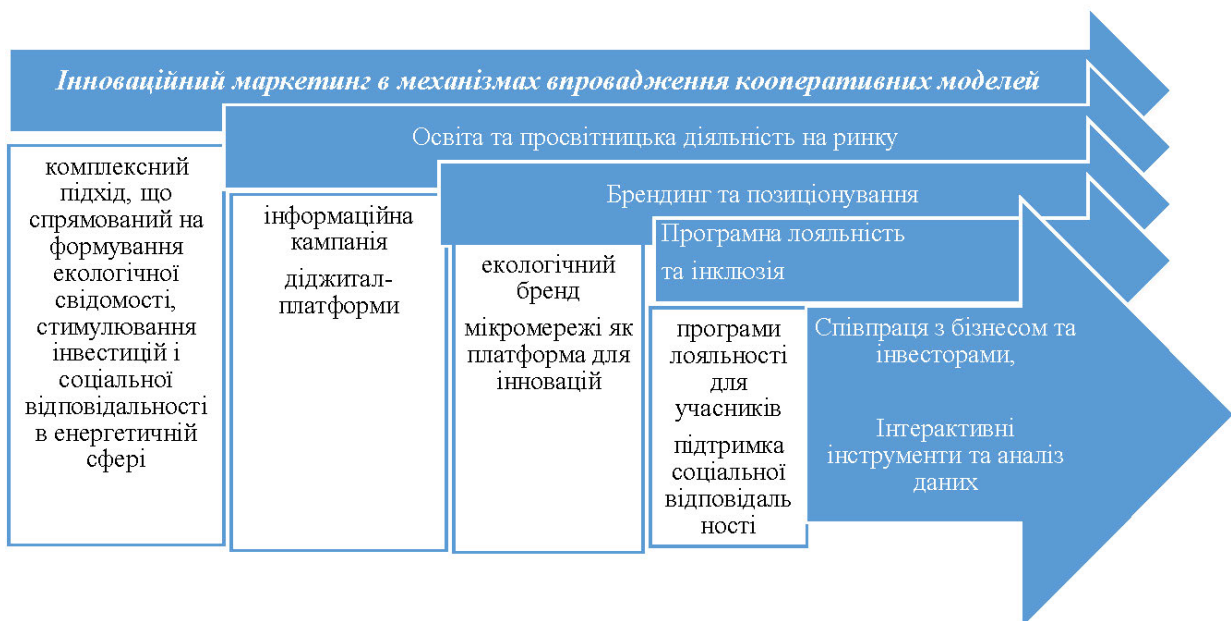 Інноваційний маркетинг в механізмах впровадження кооперативних моделей
Освіта та просвітницька діяльність на ринку
Брендинг та позиціонування
Програмна лояльність
та інклюзія
Співпраця з бізнесом та
інвесторами,
Інтерактивні
інструменти та аналіз
даних
комплексний
підхід, що
спрямований на
формування
екологічної
свідомості,
стимулювання
інвестицій і
соціальної
відповідальності
в енергетичній
сфері
інформаційна
кампанія
діджитал-
платформи
екологічний
бренд
мікромережі як
платформа для
інновацій
програми
лояльності
для
учасників
підтримка
соціальної
відповідаль
ності